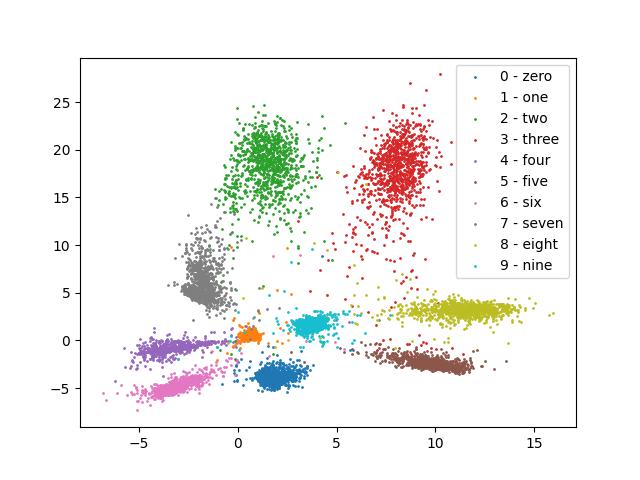 25
20
15
10
5
0
−5
−5
0
5
10
15
0 - zero
1 - one
2 - two
3 - three
4 - four
5 - five
6 - six
7 - seven
8 - eight
9 - nine